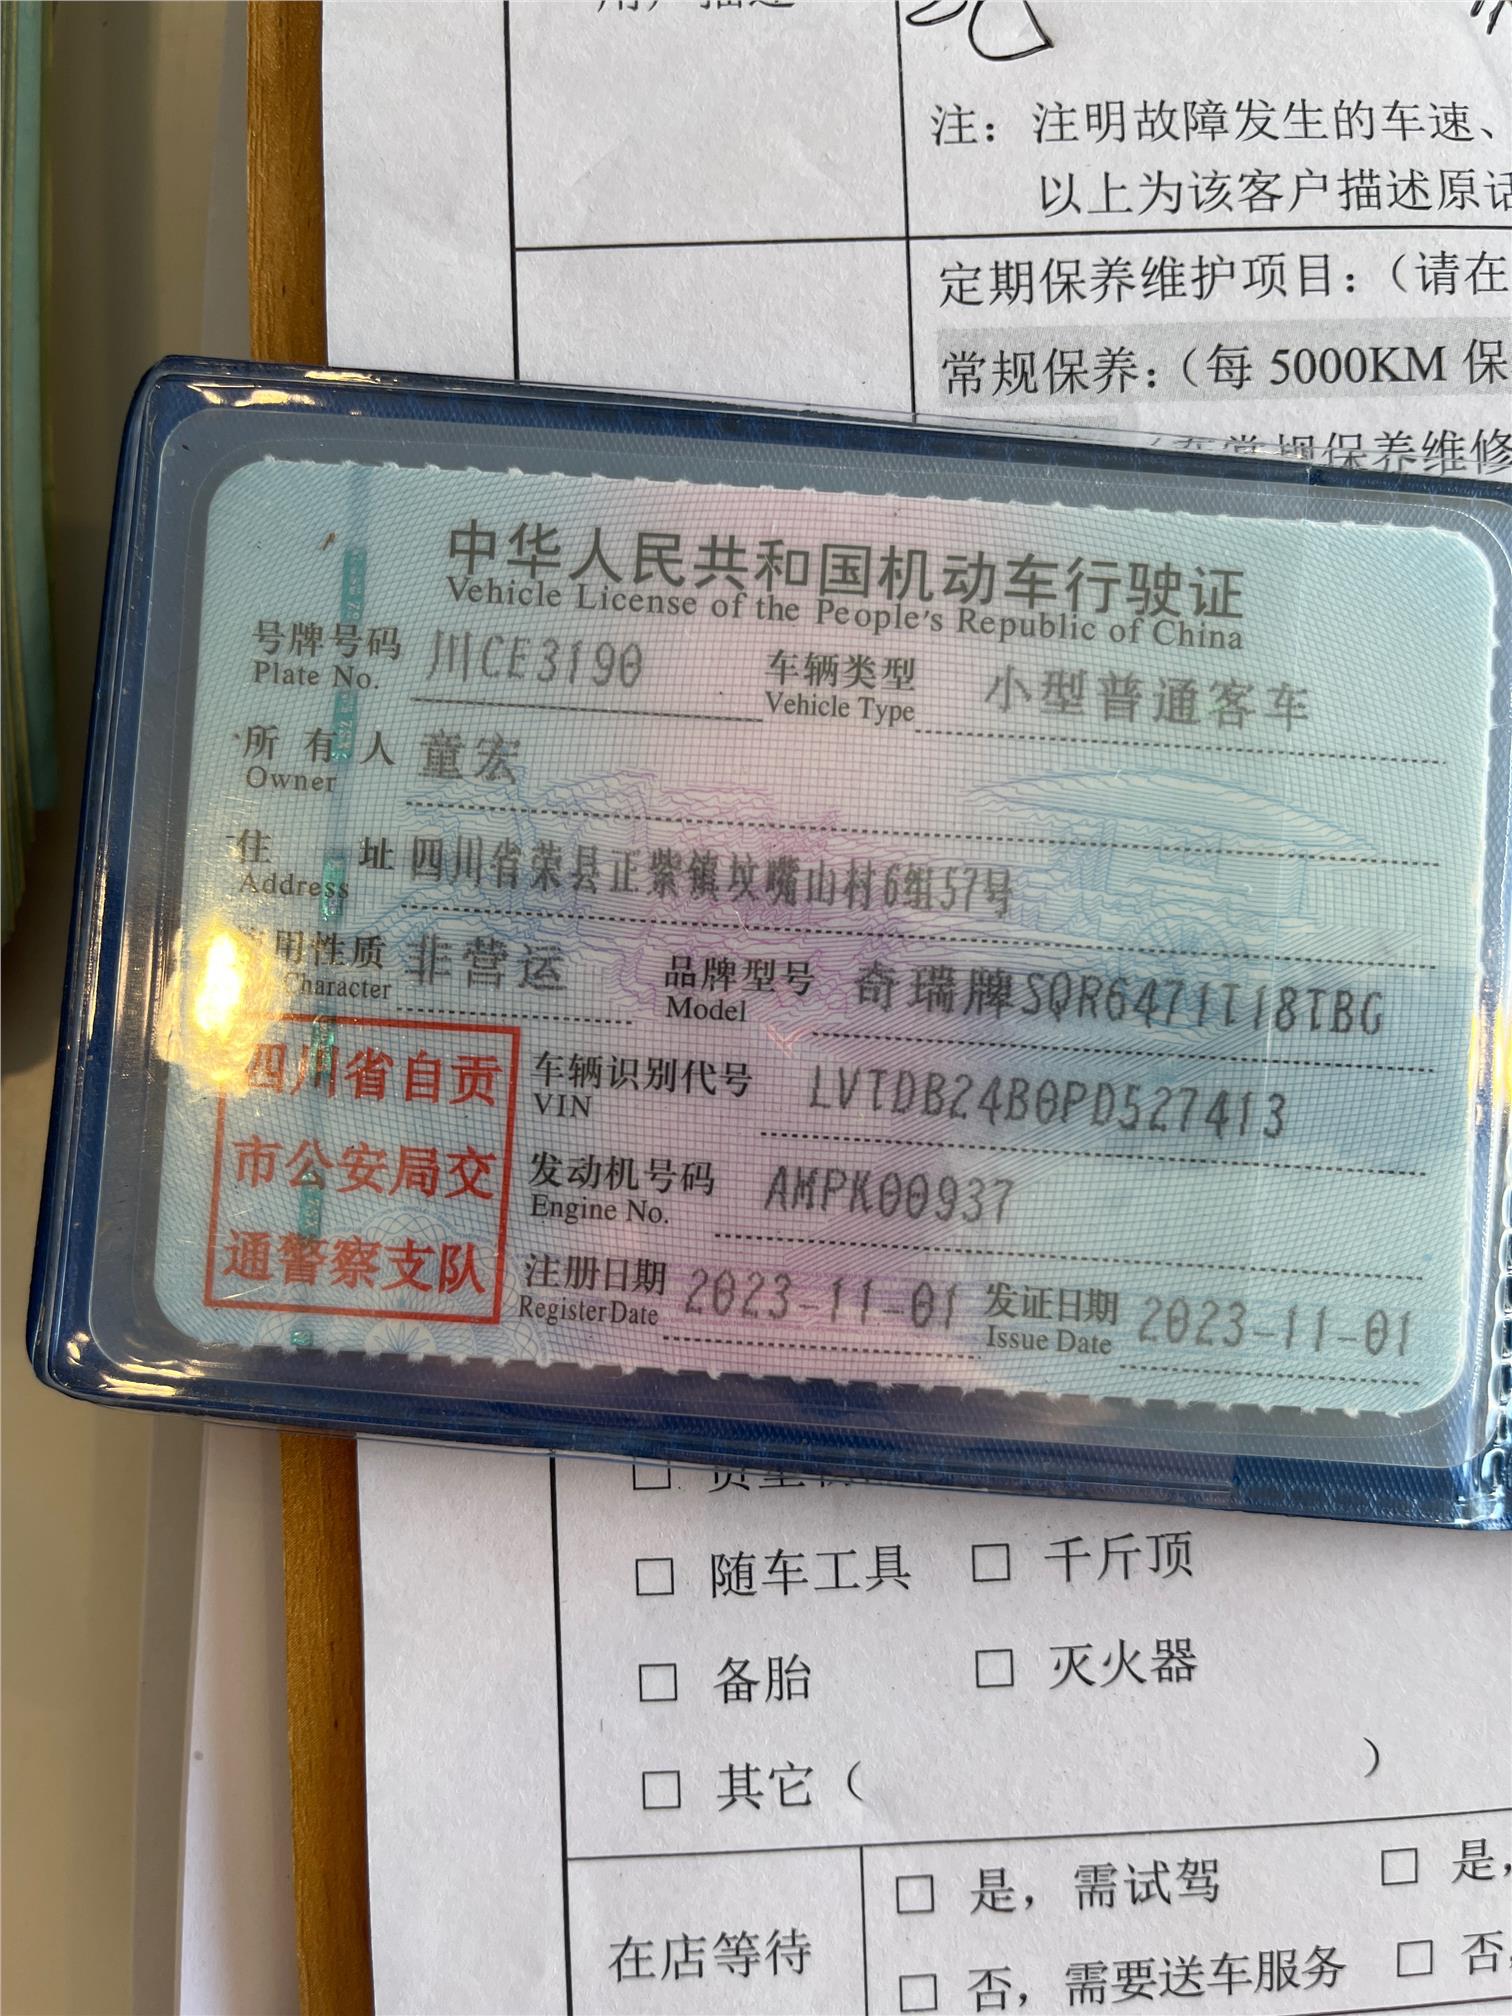 用户描述
注：注明故障发生的车速、
以上为该客户描述原话
定期保养维护项目：（请在
常规保养：（每 5000KM 保
保养维修
中华人民共和国机动车行驶证
Vehicle License of the People's Republic of China
号牌号码 川CE3190 车辆类型 小型普通客车
Plate No. Vehicle Type
所有人 童宏
Owner
住址 四川省荣县正紫镇坟嘴山村6组57号
Address
用性质 非营运 品牌型号 奇瑞牌SQR6471T18TBG
Character Model
四川省自贡
市公安局交
通警察支队
车辆识别代号 LVTDB24B0PD527413
VIN
发动机号码 AMPK00937
Engine No.
注册日期 2023-11-01 发证日期 2023-11-01
Register Date Issue Date
□ 随车工具 □ 千斤顶
□ 备胎 □ 灭火器
□ 其它（ ）
在店等待
□ 是，需试驾 □ 是，
□ 否，需要送车服务 □ 否，